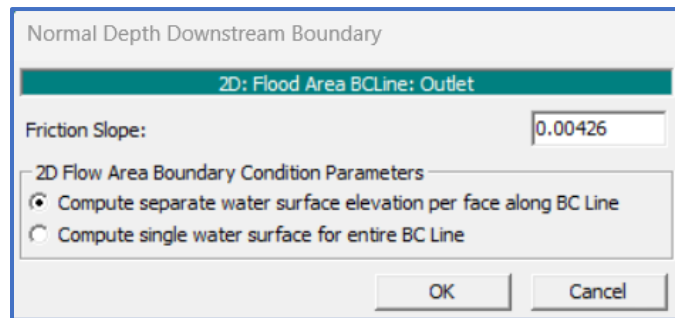 Normal Depth Downstream Boundary
2D: Flood Area BCLine: Outlet
Friction Slope: 0.00426
2D Flow Area Boundary Condition Parameters
Compute separate water surface elevation per face along BC Line
Compute single water surface for entire BC Line
OK Cancel